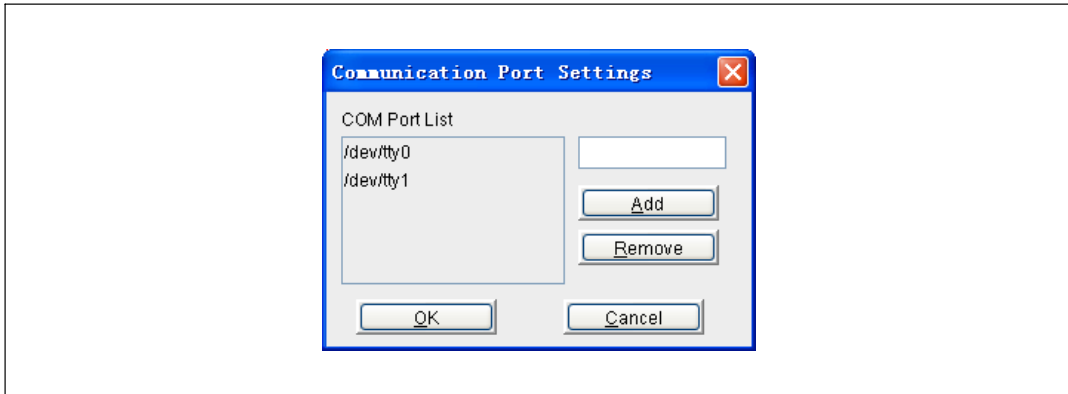 Communication Port Settings
COM Port List
/dev/tty0
/dev/tty1
Add
Remove
OK
Cancel